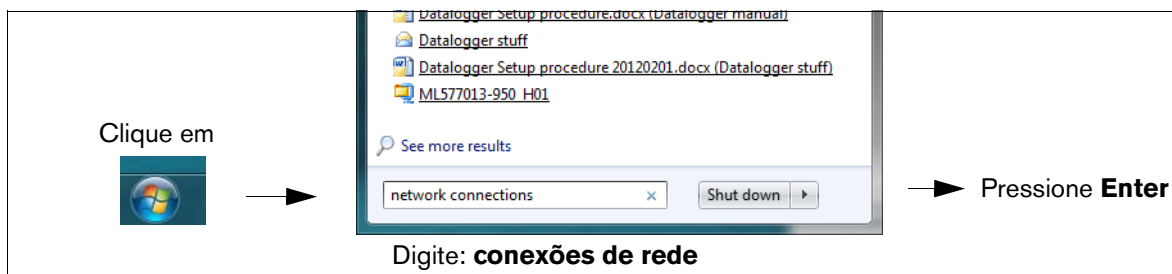 Datalogger Setup procedure.docx (Datalogger manual)
Datalogger stuff
Datalogger Setup procedure 20120201.docx (Datalogger stuff)
ML577013-950_H01
Clique em
See more results
network connections
Shut down
Pressione Enter
Digite: conexões de rede